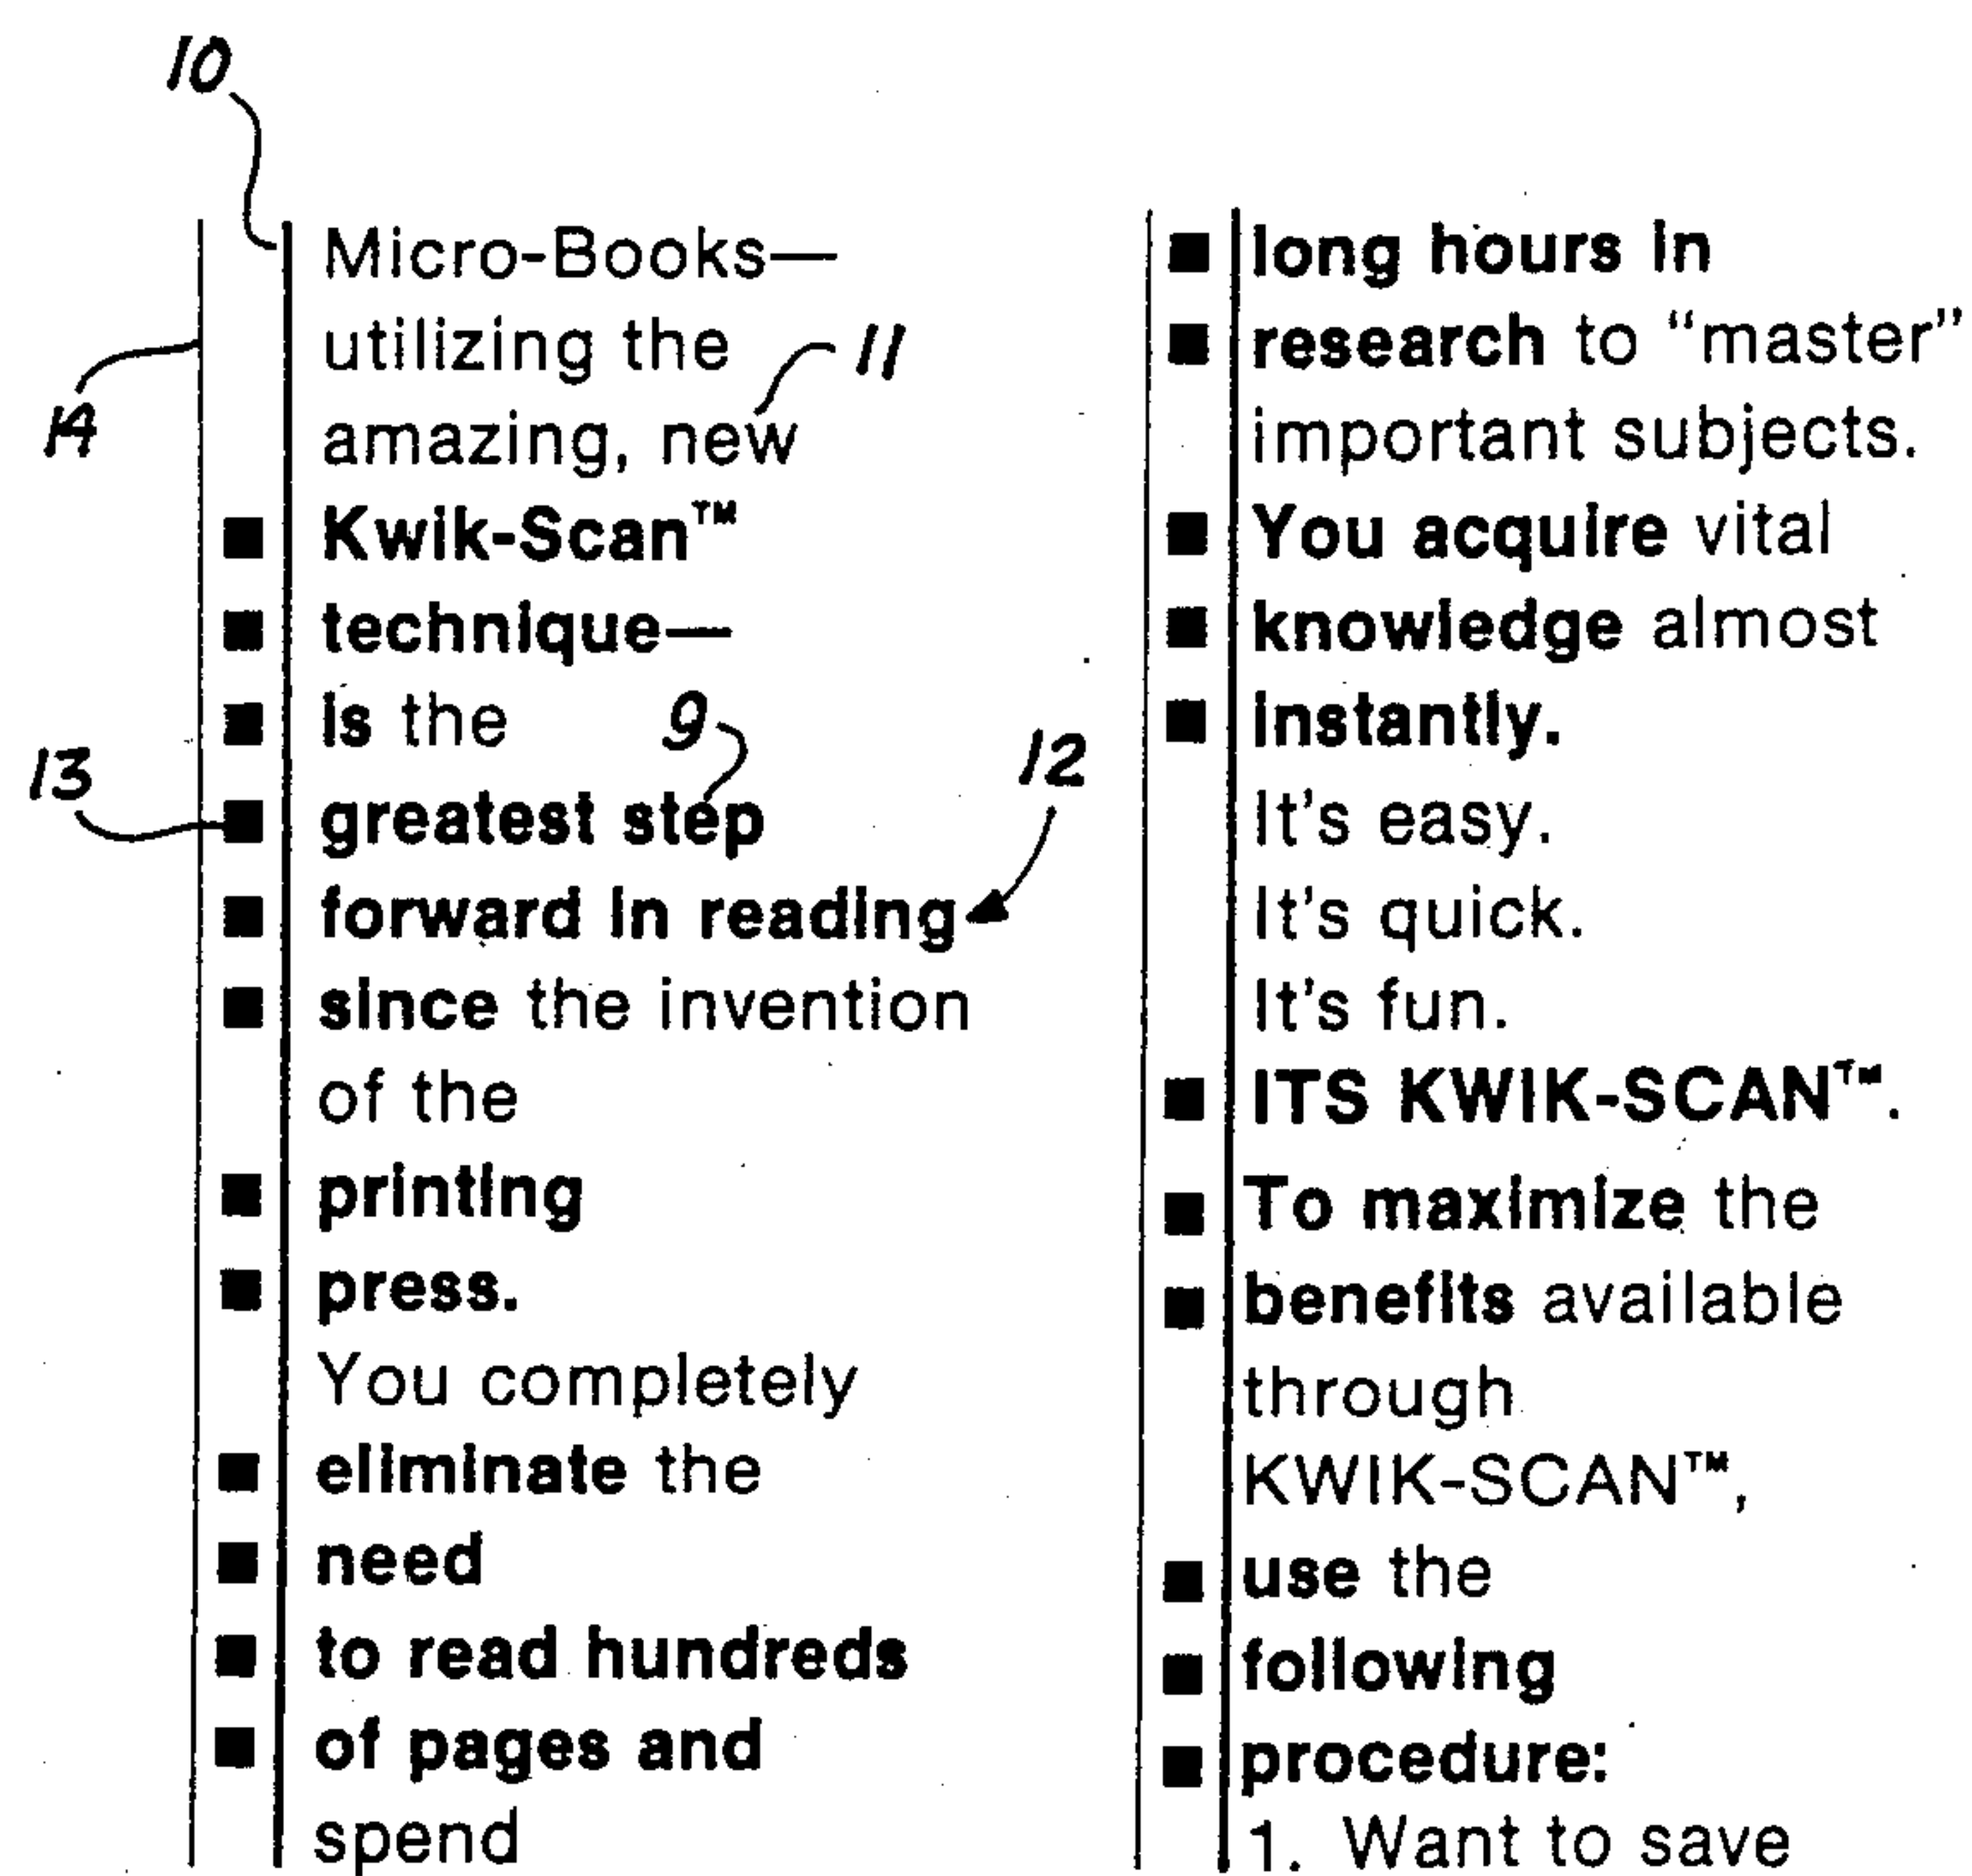 10
Micro-Books—
utilizing the
11
14
amazing, new
■ Kwik-Scan™
■ technique—
■ is the
9
12
13
■ greatest step
■ forward in reading
■ since the invention
of the
■ printing
■ press.
You completely
■ eliminate the
■ need
■ to read hundreds
■ of pages and
spend
■ long hours in
■ research to “master”
important subjects.
■ You acquire vital
■ knowledge almost
■ instantly.
It's easy.
It's quick.
It's fun.
■ ITS KWIK-SCAN™.
■ To maximize the
■ benefits available
through
KWIK-SCAN™,
■ use the
■ following
■ procedure:
1. Want to save